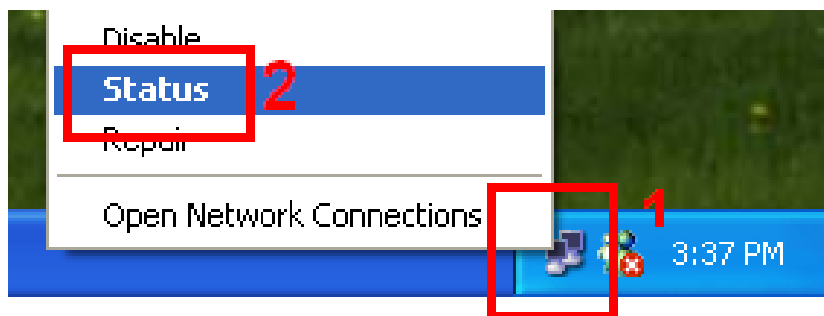 Disable
Status
2
Repair
Open Network Connections
1
3:37 PM